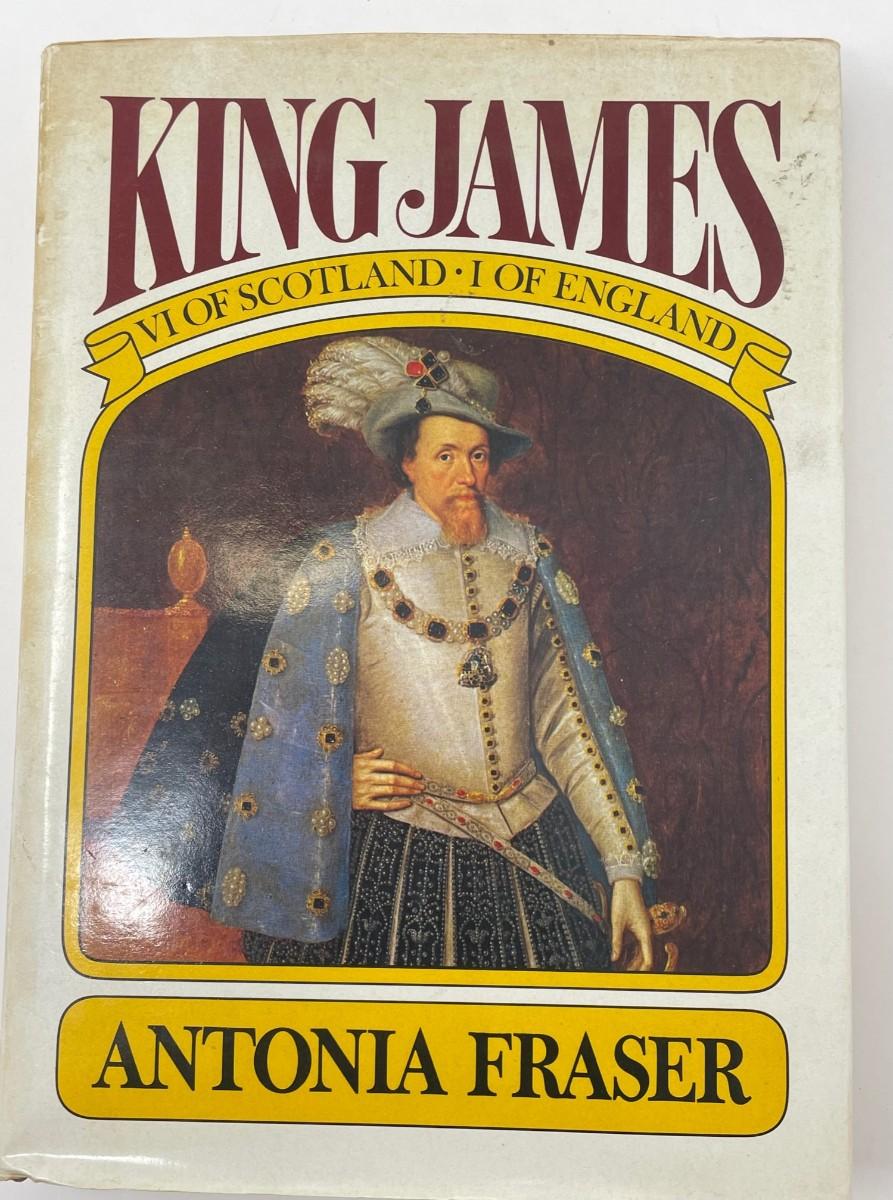 KING JAMES
VI OF SCOTLAND · I OF ENGLAND
ANTONIA FRASER